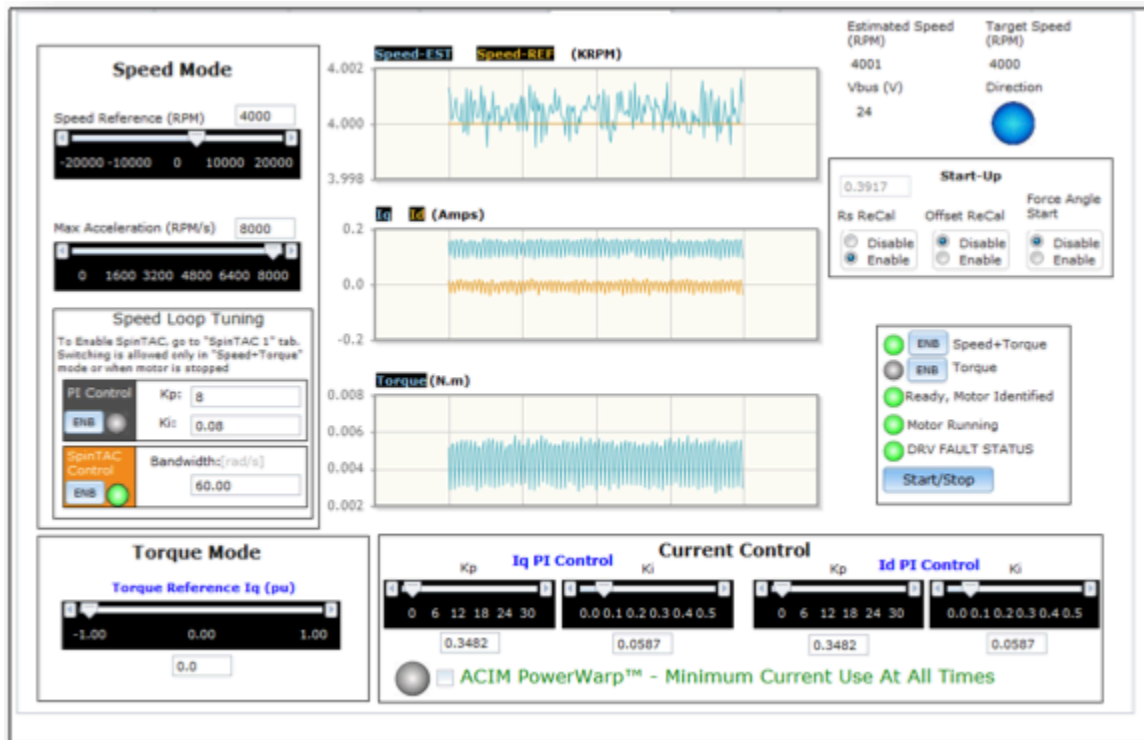 Speed Mode
Speed Reference (RPM) 4000
-20000 -10000 0 10000 20000
Max Acceleration (RPM/s) 8000
0 1600 3200 4800 6400 8000
Speed Loop Tuning
To Enable SpinTAC, go to "SpinTAC 1" tab.
Switching is allowed only in "Speed+Torque"
mode or when motor is stopped
PI Control
ENB
Kp: 8
Ki: 0.08
SpinTAC
Control
ENB
Bandwidth:[rad/s]
60.00
Speed-EST Speed-REF (KRPM)
4.002
4.000
3.998
Iq Id (Amps)
0.2
0.0
-0.2
Torque (N.m)
0.008
0.006
0.004
0.002
Estimated Speed
(RPM)
4001
Target Speed
(RPM)
4000
Vbus (V)
24
Direction
Start-Up
0.3917
Rs ReCal
Disable
Enable
Offset ReCal
Disable
Enable
Force Angle
Start
Disable
Enable
ENB Speed+Torque
ENB Torque
Ready, Motor Identified
Motor Running
DRV FAULT STATUS
Start/Stop
Torque Mode
Torque Reference Iq (pu)
-1.00 0.00 1.00
0.0
Current Control
Iq PI Control
Kp
0 6 12 18 24 30
0.3482
Ki
0.0 0.1 0.2 0.3 0.4 0.5
0.0587
Id PI Control
Kp
0 6 12 18 24 30
0.3482
Ki
0.0 0.1 0.2 0.3 0.4 0.5
0.0587
ACIM PowerWarp™ - Minimum Current Use At All Times